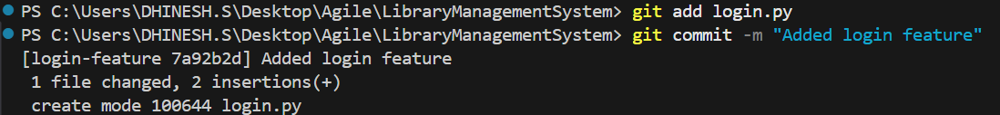 PS C:\Users\DHINESH.S\Desktop\Agile\LibraryManagementSystem> git add login.py
PS C:\Users\DHINESH.S\Desktop\Agile\LibraryManagementSystem> git commit -m "Added login feature"
[login-feature 7a92b2d] Added login feature
 1 file changed, 2 insertions(+)
 create mode 100644 login.py